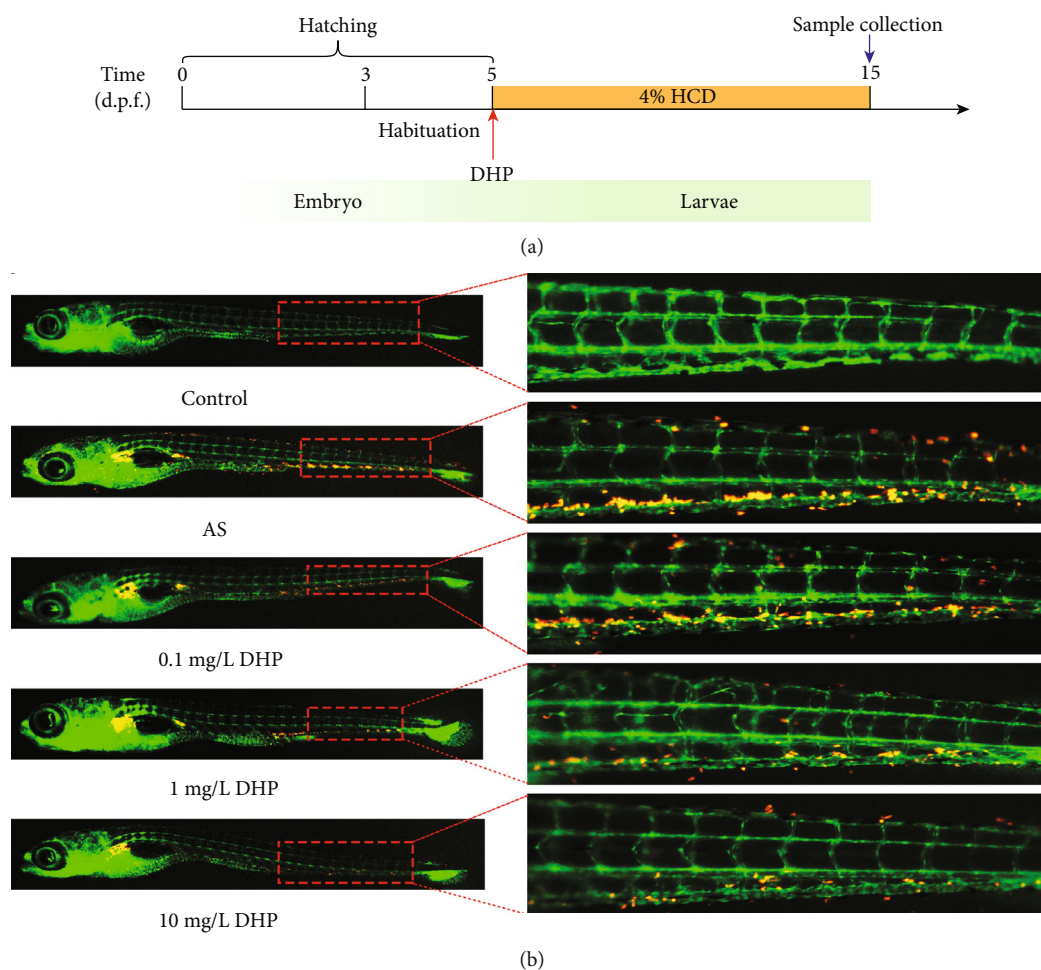 Hatching
Sample collection
Time
(d.p.f.)
0
3
5
15
4% HCD
Habituation
DHP
Embryo
Larvae
(a)
Control
AS
0.1 mg/L DHP
1 mg/L DHP
10 mg/L DHP
(b)